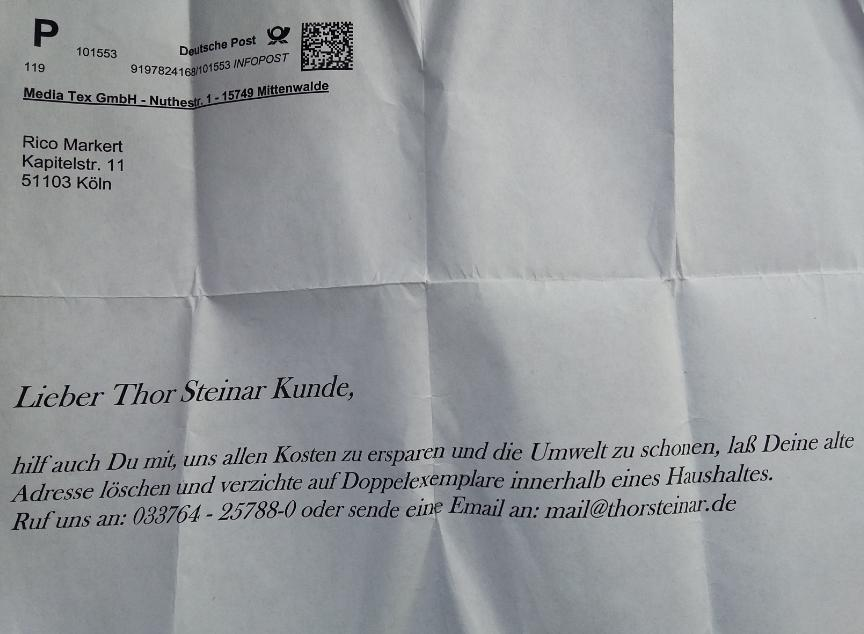 P
101553
Deutsche Post
119
9197824168/101553 INFOPOST
Media Tex GmbH - Nuthestr. 1 - 15749 Mittenwalde
Rico Markert
Kapitelstr. 11
51103 Köln
Lieber Thor Steinar Kunde,
hilf auch Du mit, uns allen Kosten zu ersparen und die Umwelt zu schonen, laß Deine alte
Adresse löschen und verzichte auf Doppelexemplare innerhalb eines Haushaltes.
Ruf uns an: 033764 - 25788-0 oder sende eine Email an: mail@thorsteinar.de